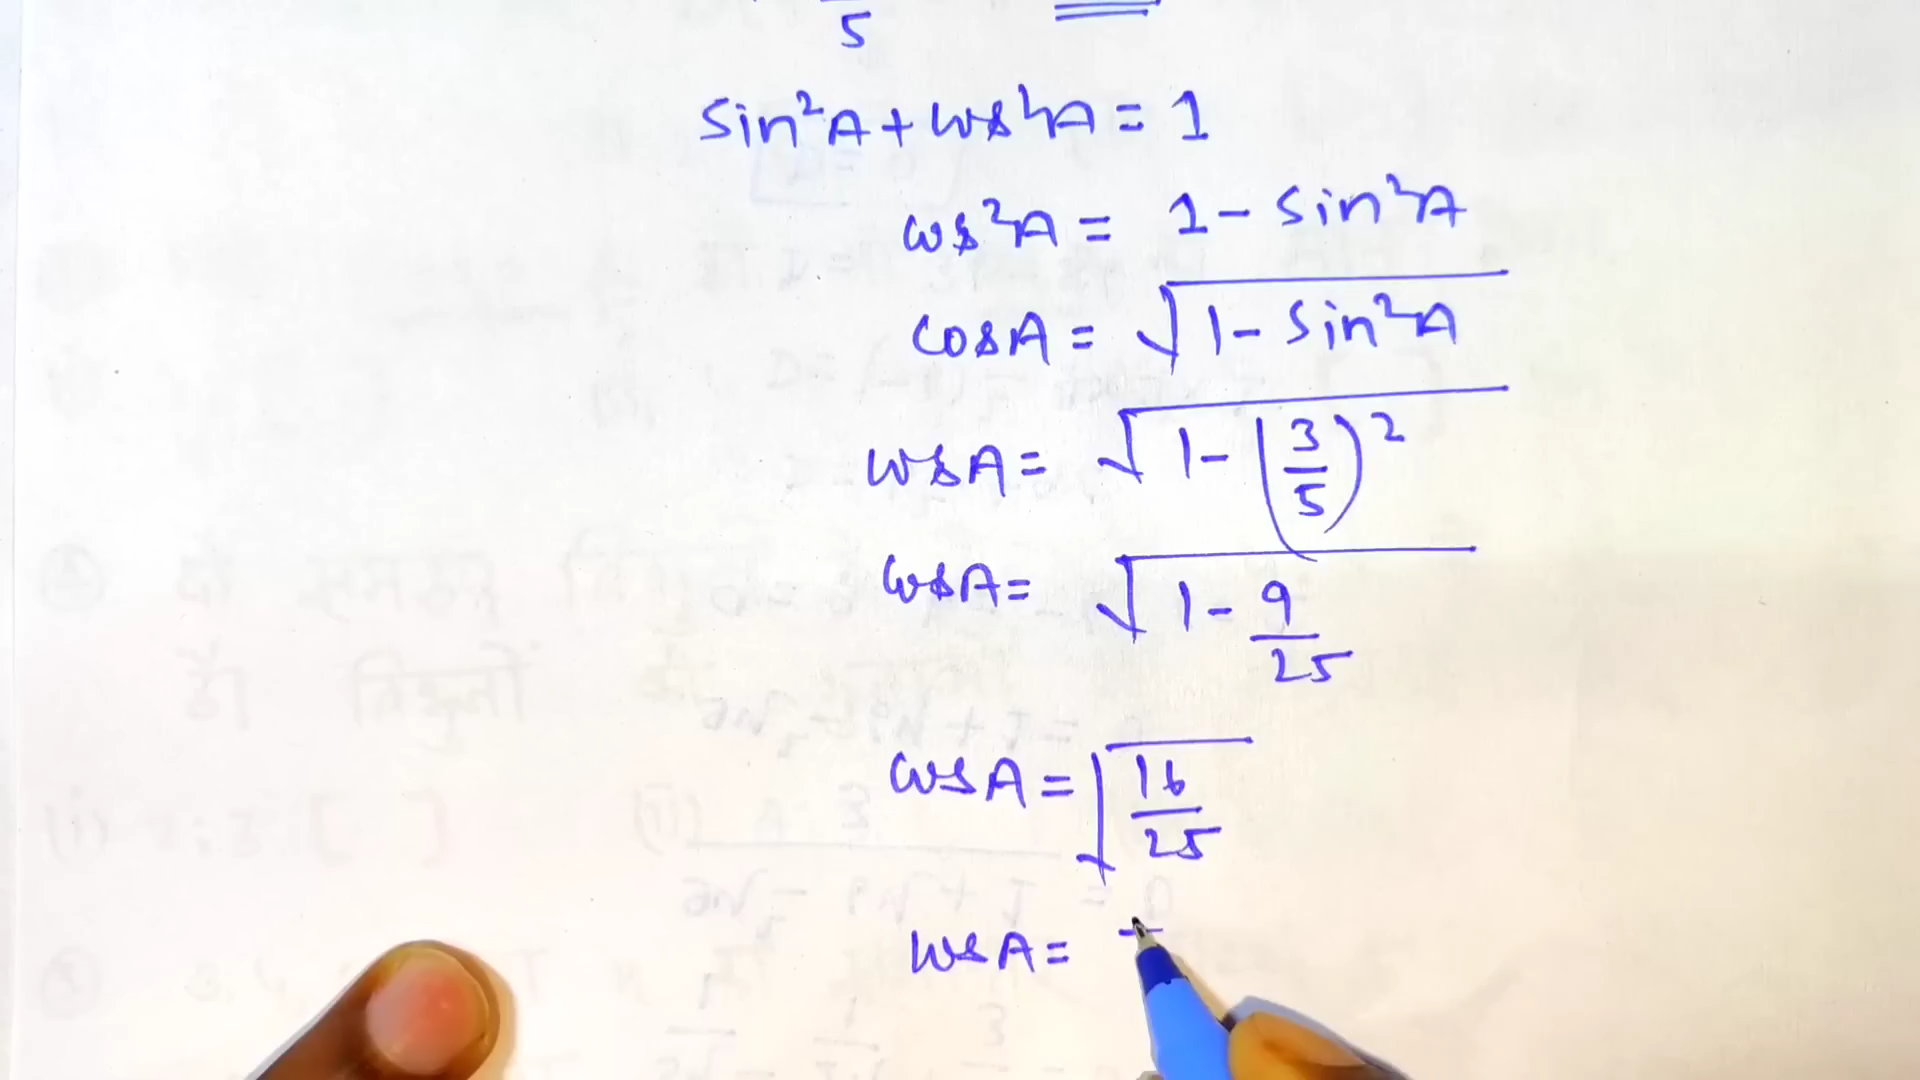 5
sin²A + cos²A = 1
cos²A = 1 - sin²A
cosA = √1 - sin²A
cosA = √1 - (3/5)²
cosA = √1 - 9/25
cosA = √16/25
cosA =